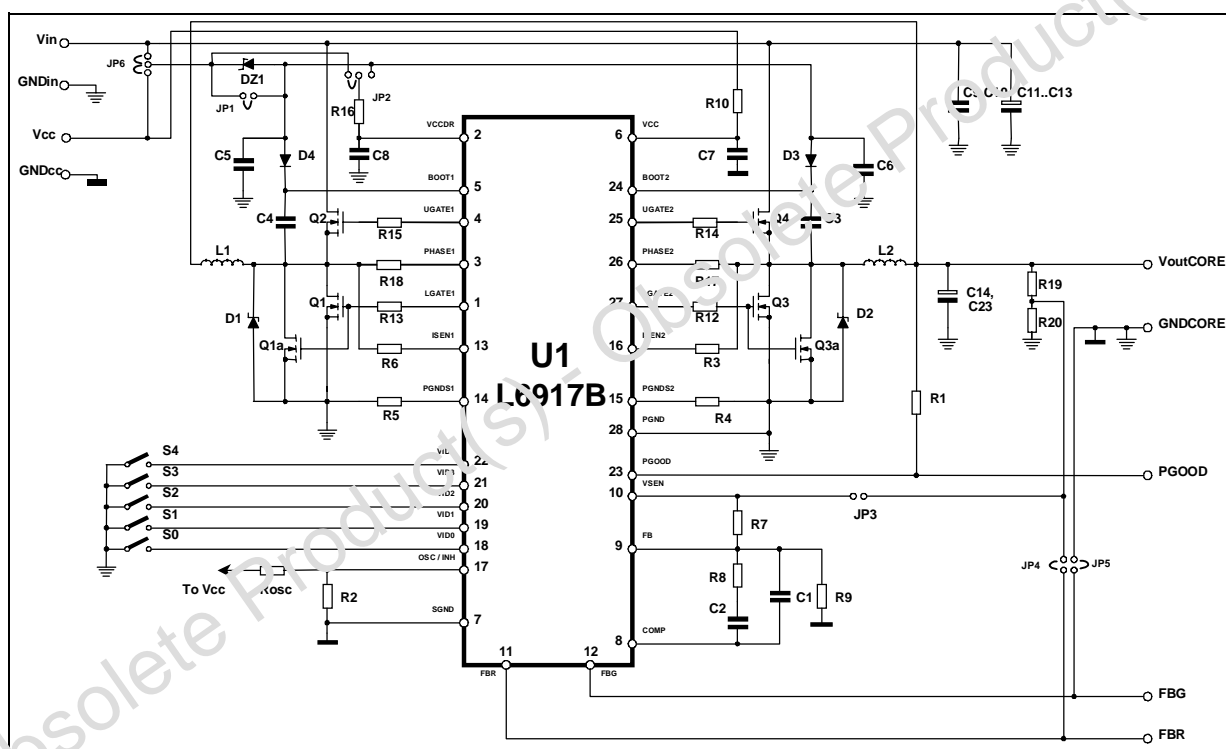 Vin
GNDin
Vcc
GNDcc
JP6
DZ1
JP1
JP2
R16
C5
D4
C8
C4
Q2
R15
L1
R18
Q1
R13
D1
Q1a
R6
R5
VCCDR
2
BOOT1
5
UGATE1
4
PHASE1
3
LGATE1
1
ISEN1
13
PGNDS1
14
S4
S3
S2
S1
S0
22
21
VID2
20
VID1
19
VID0
18
OSC / INH
17
To Vcc
Rosc
R2
SGND
7
U1
L6917B
11
FBR
12
FBG
6
VCC
R10
C7
D3
C6
C11..C13
24
BOOT2
25
UGATE2
R14
Q4
26
PHASE2
L2
27
R12
Q3
D2
16
R3
Q3a
15
PGNDS2
R4
28
PGND
23
PGOOD
10
VSEN
JP3
R7
9
FB
R8
C2
C1
R9
8
COMP
C14,
C23
R19
R20
R1
JP4
JP5
VoutCORE
GNDCORE
PGOOD
FBG
FBR
Obsolete Product(s) - Obsolete Product(